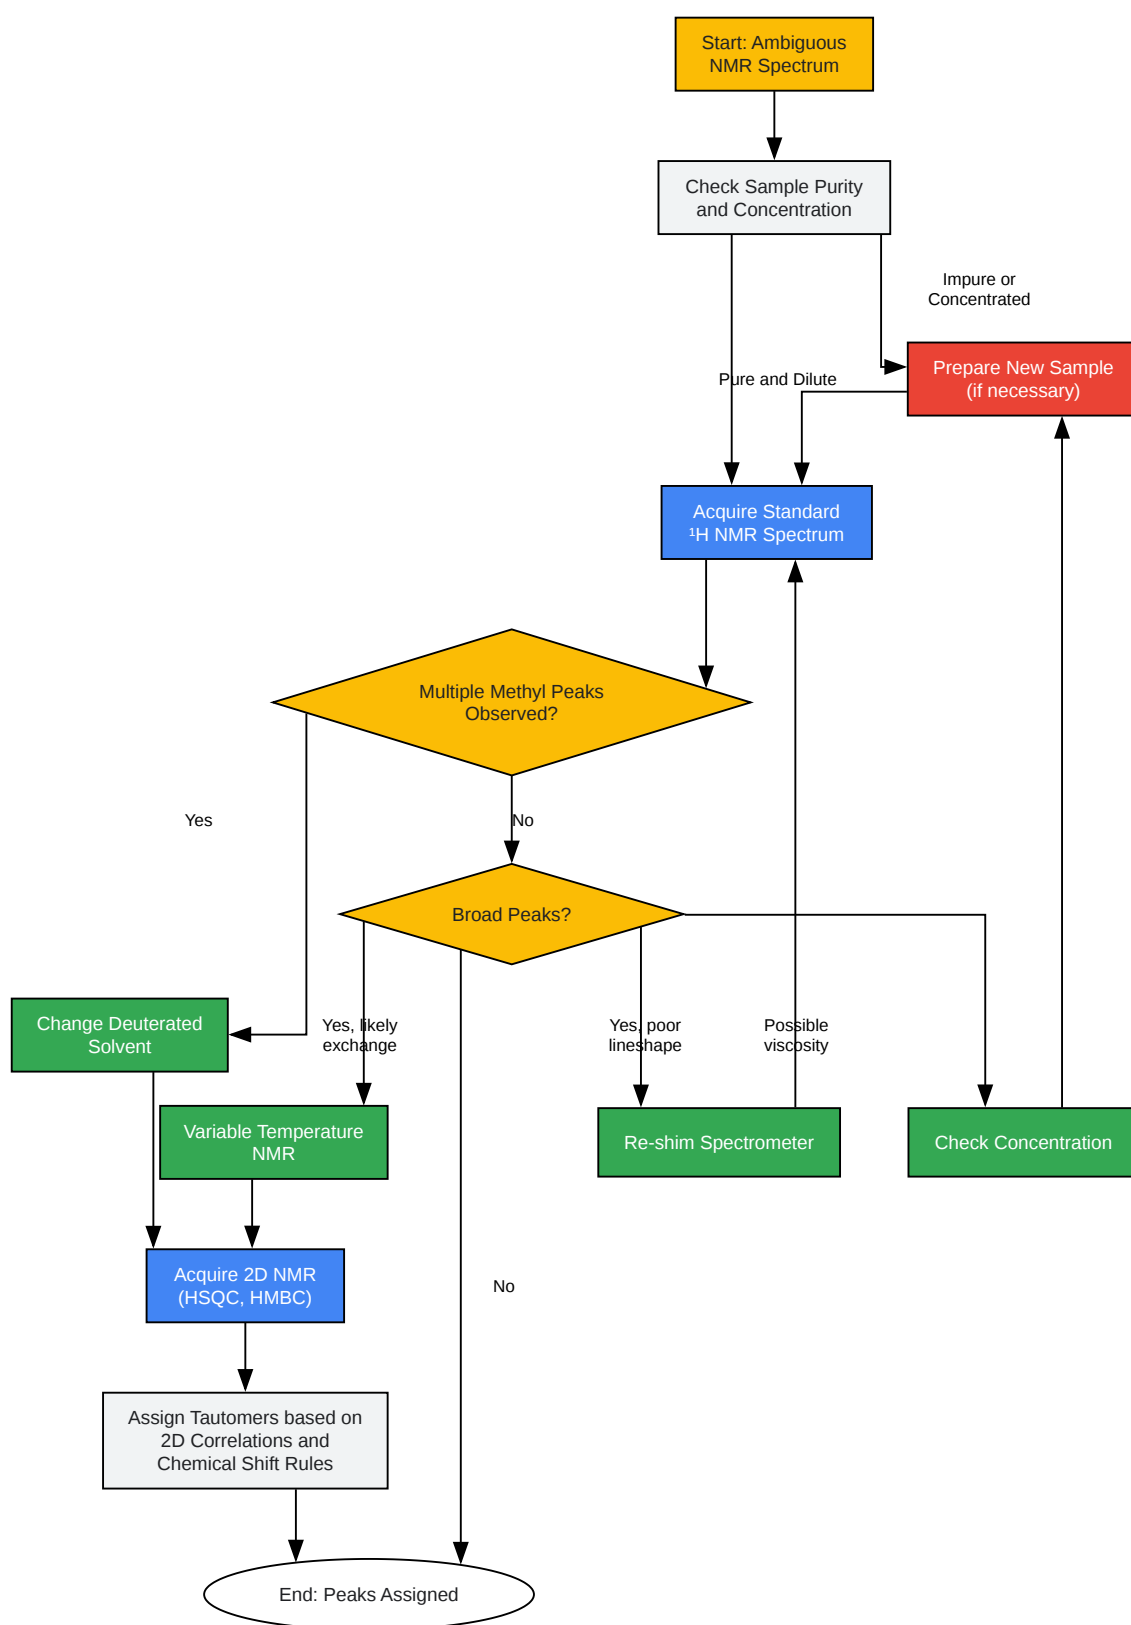 Start: Ambiguous
NMR Spectrum
Check Sample Purity
and Concentration
Impure or
Concentrated
Prepare New Sample
(if necessary)
Pure and Dilute
Acquire Standard
¹H NMR Spectrum
Multiple Methyl Peaks
Observed?
Yes
No
Broad Peaks?
Change Deuterated
Solvent
Yes, likely
exchange
Yes, poor
lineshape
Possible
viscosity
Variable Temperature
NMR
Re-shim Spectrometer
Check Concentration
Acquire 2D NMR
(HSQC, HMBC)
No
Assign Tautomers based on
2D Correlations and
Chemical Shift Rules
End: Peaks Assigned